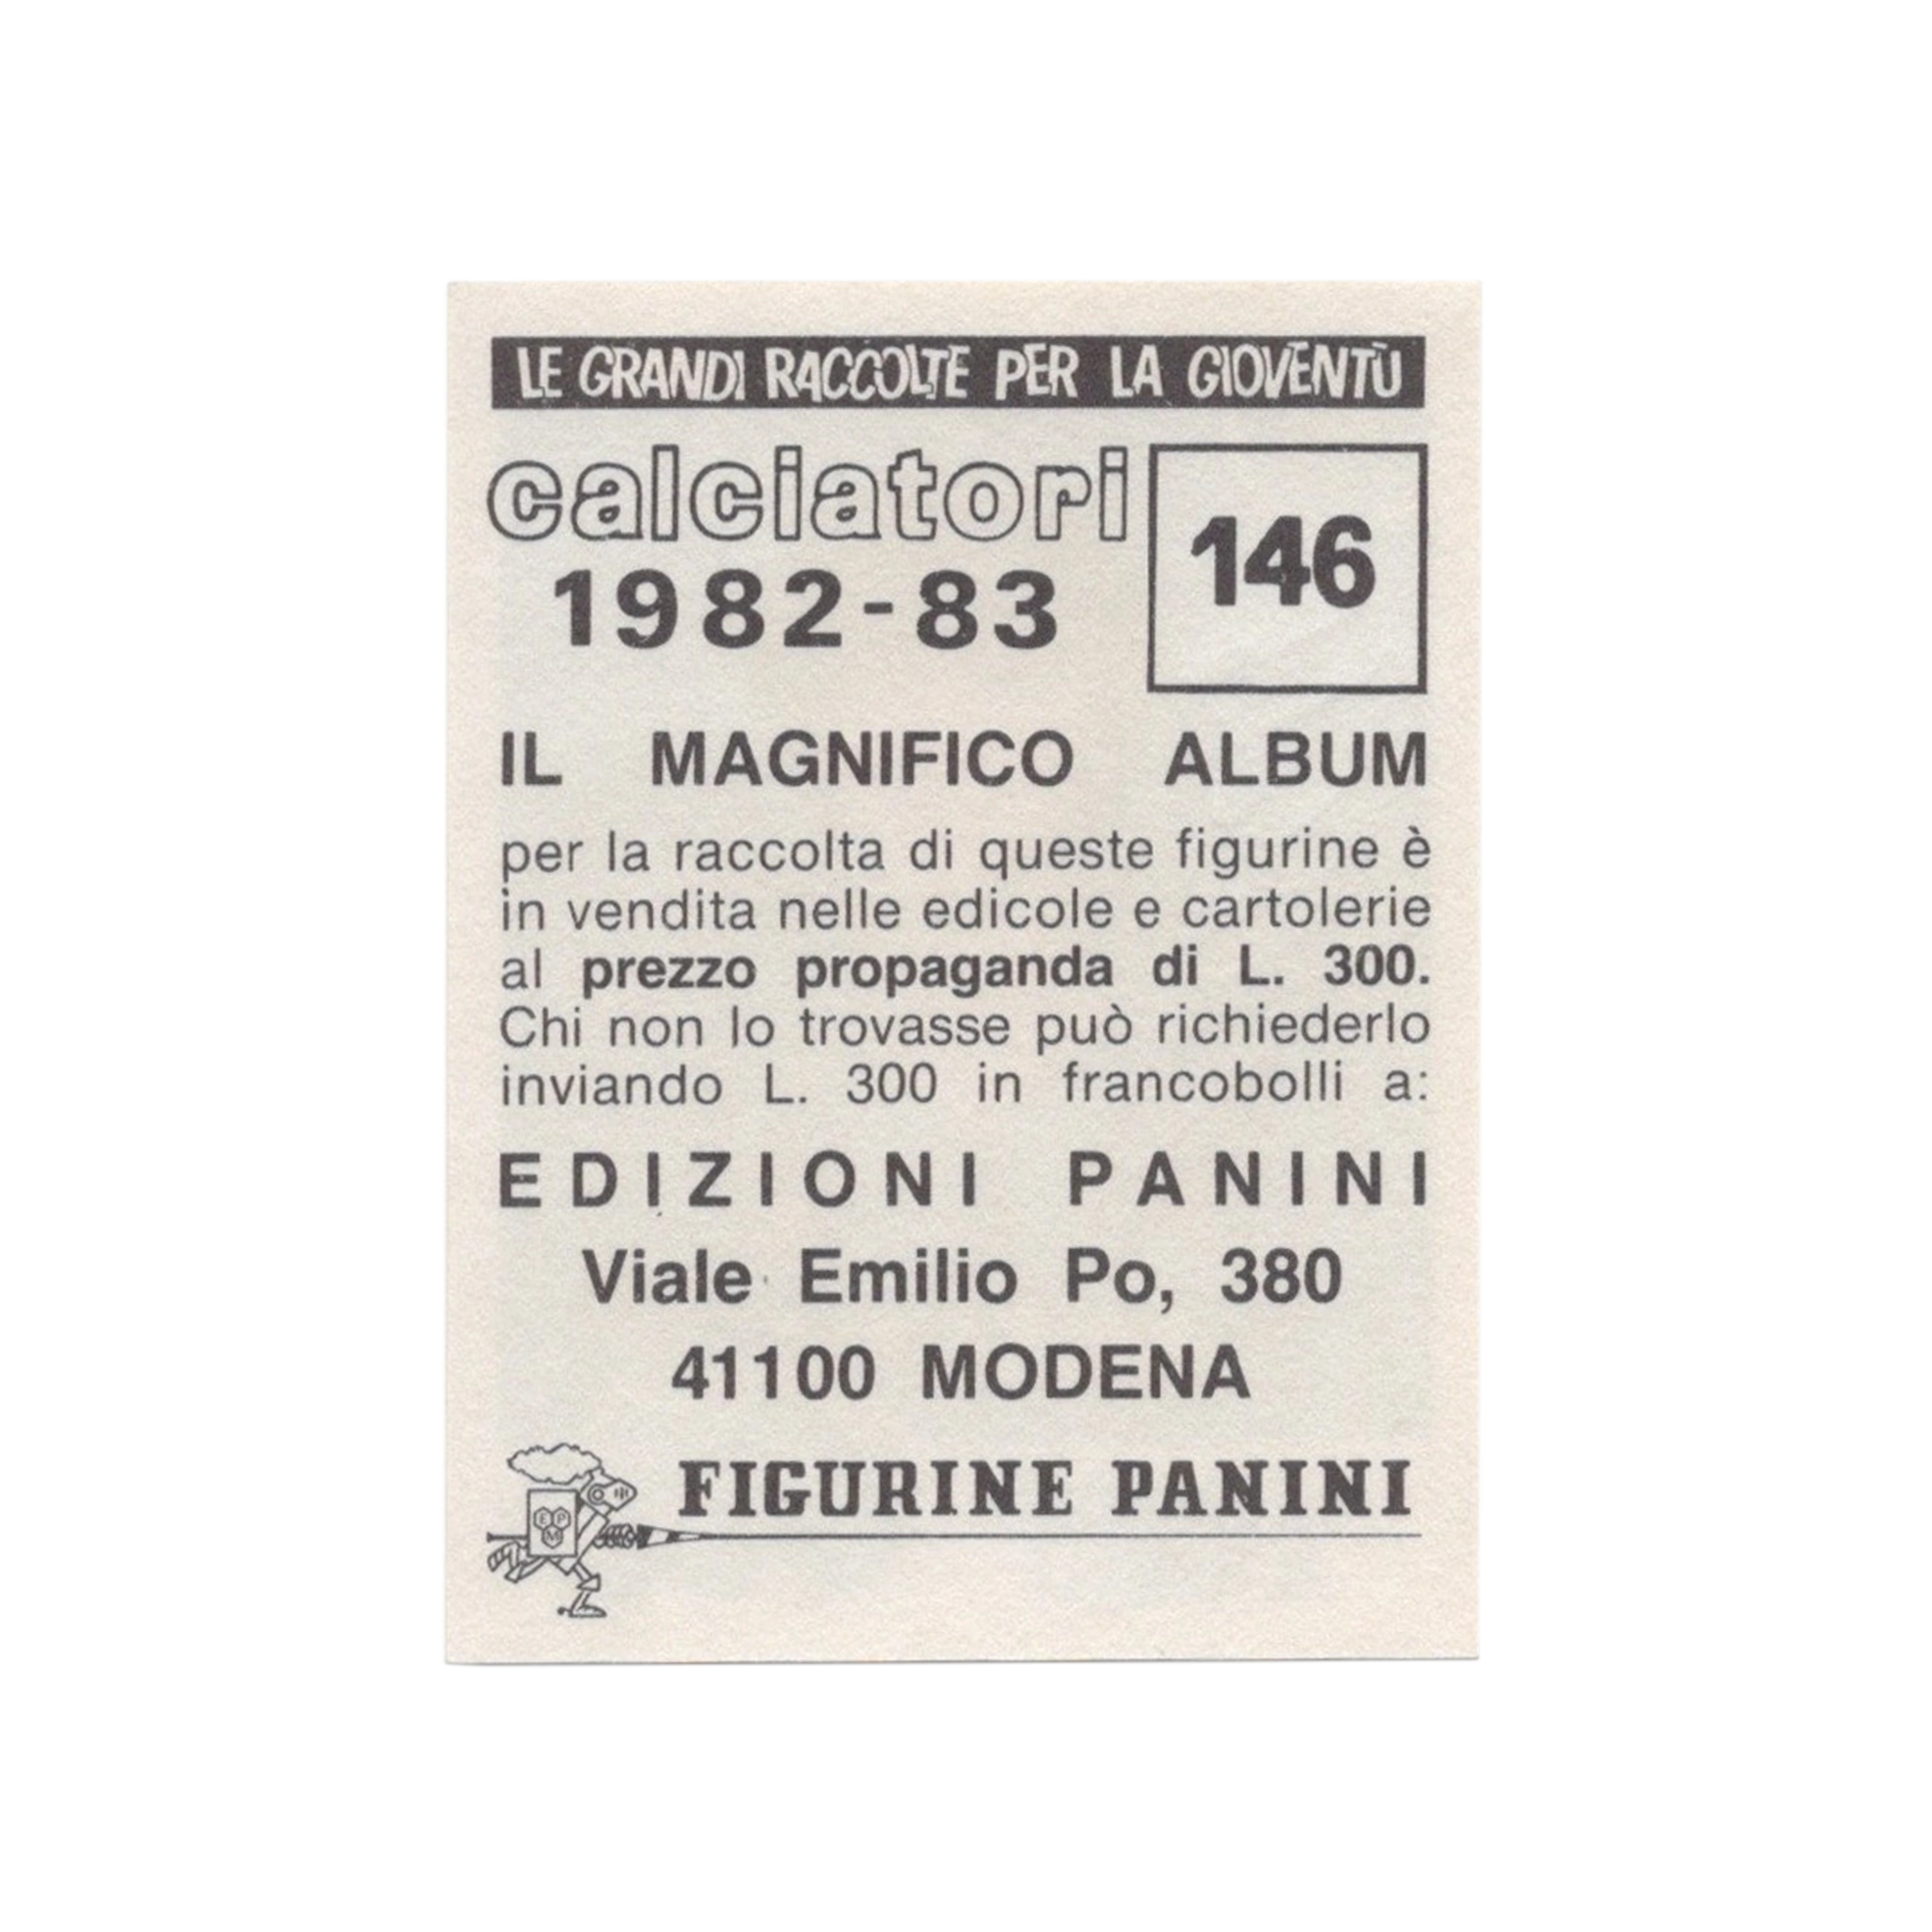 LE GRANDI RACCOLTE PER LA GIOVENTÙ
calciatori
1982-83
146
IL MAGNIFICO ALBUM
per la raccolta di queste figurine è
in vendita nelle edicole e cartolerie
al prezzo propaganda di L. 300.
Chi non lo trovasse può richiederlo
inviando L. 300 in francobolli a:
EDIZIONI PANINI
Viale Emilio Po, 380
41100 MODENA
FIGURINE PANINI
E P
M